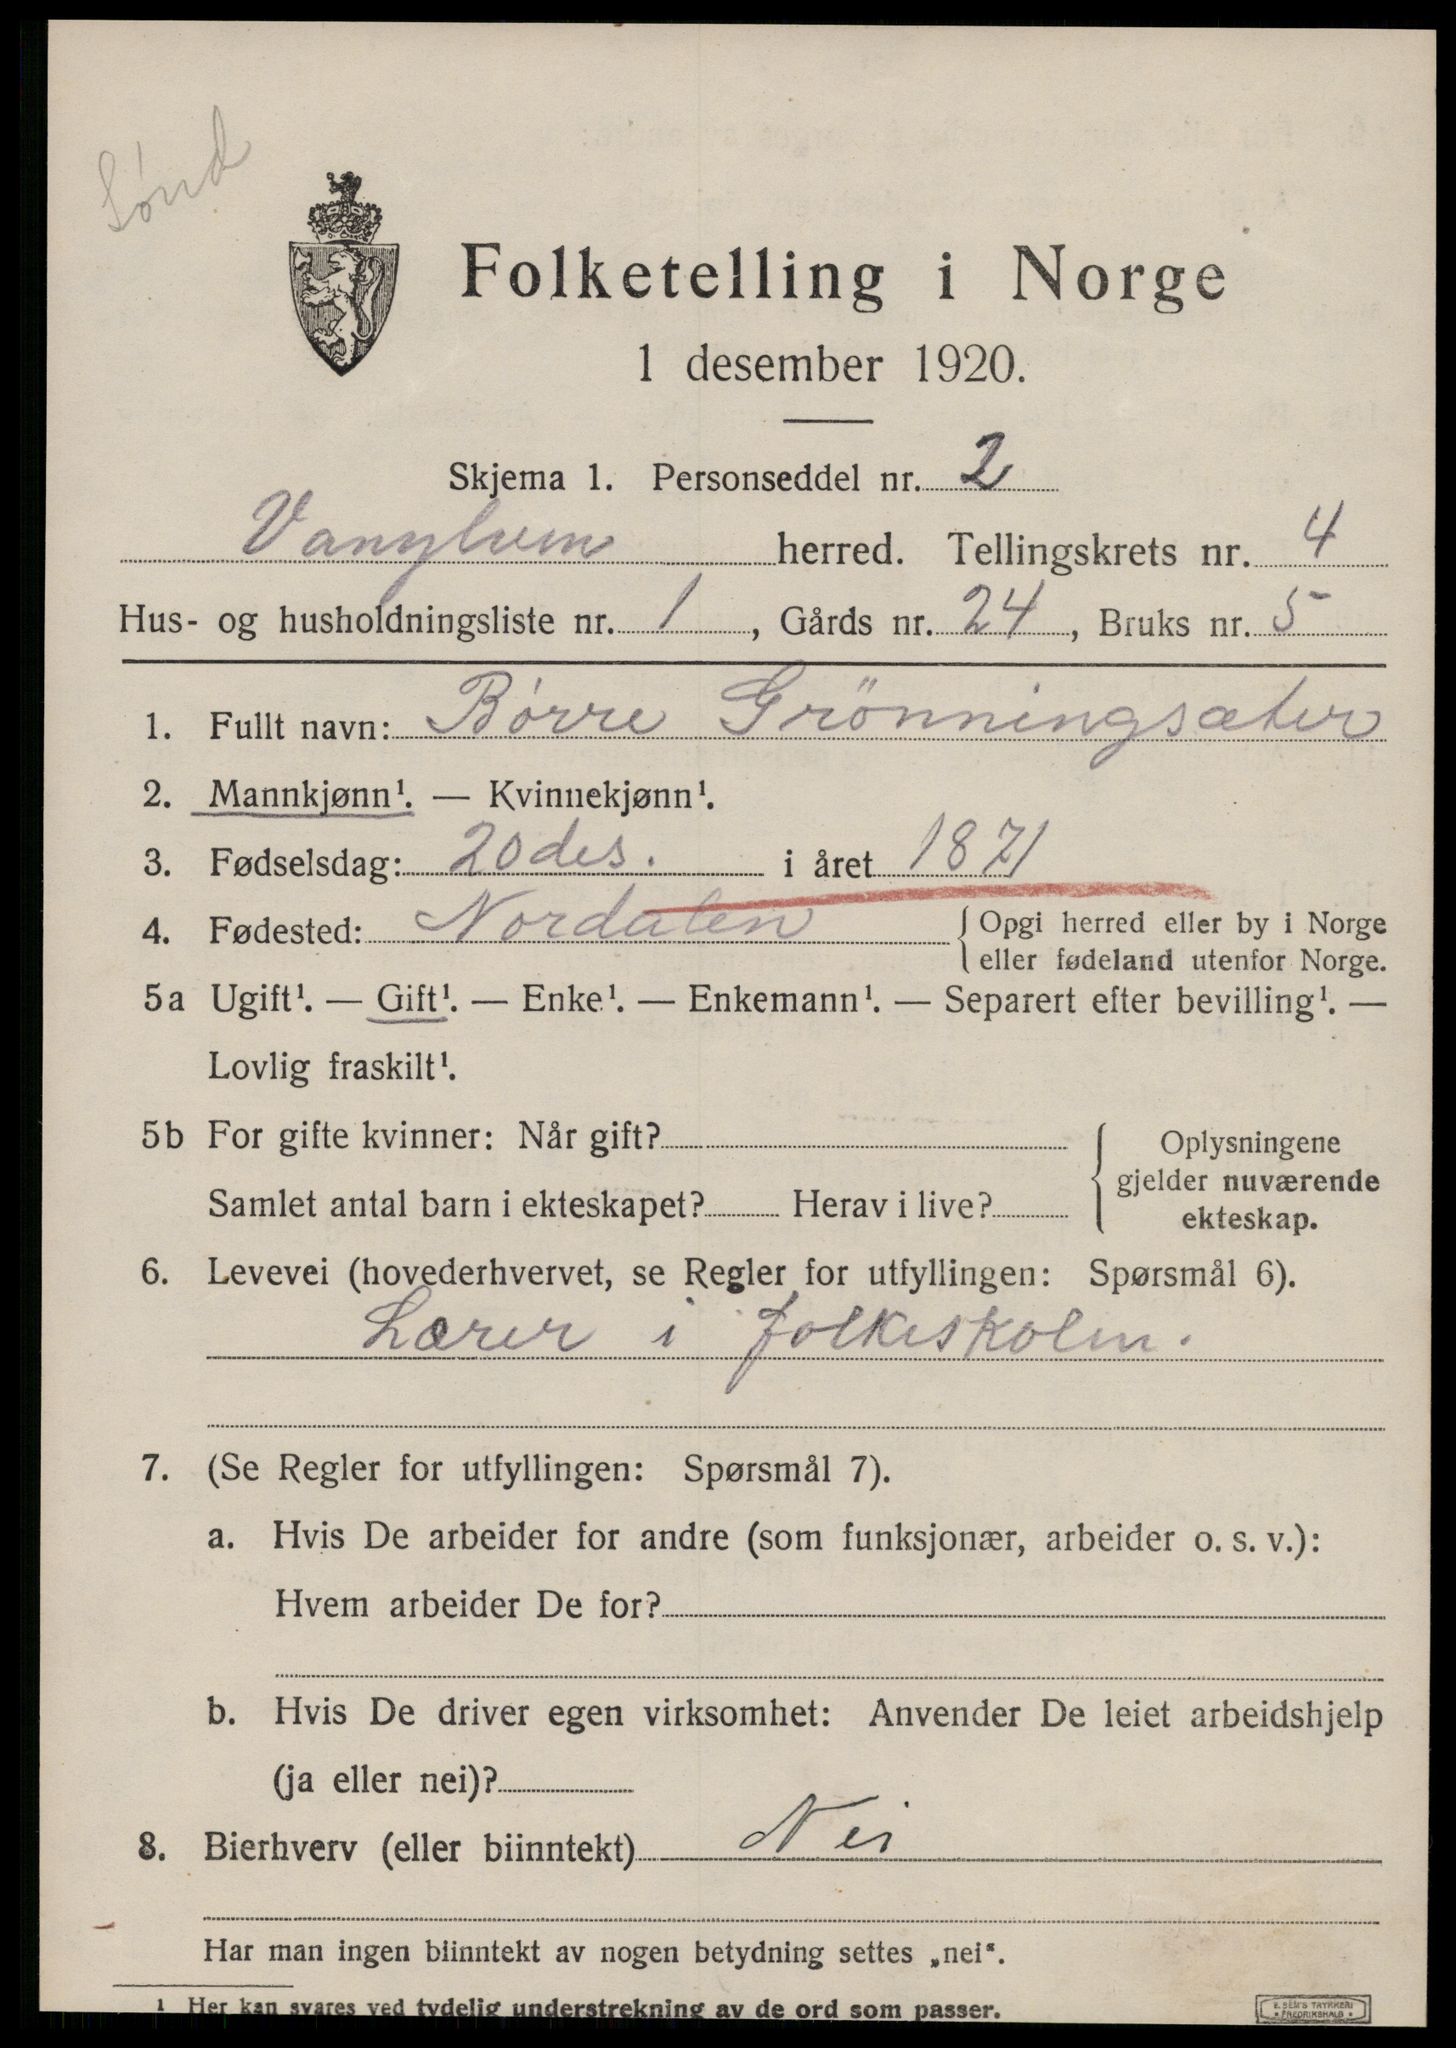 Sønd
Folketelling i Norge
1 desember 1920.
Skjema 1. Personseddel nr. 2
Vanylven herred. Tellingskrets nr. 4
Hus- og husholdningsliste nr. 1, Gårds nr. 24, Bruks nr. 5
1. Fullt navn: Børre Grönningsæter
2. Mannkjønn¹. — Kvinnekjønn¹.
3. Fødselsdag: 20 des. i året 1871
4. Fødested: Nordalen { Opgi herred eller by i Norge
eller fødeland utenfor Norge.
5a Ugift¹. — Gift¹. — Enke¹. — Enkemann¹. — Separert efter bevilling¹. —
Lovlig fraskilt¹.
5b For gifte kvinner: Når gift?
Samlet antal barn i ekteskapet? Herav i live?
{ Oplysningene
gjelder nuværende
ekteskap.
6. Levevei (hovederhvervet, se Regler for utfyllingen: Spørsmål 6).
Lærer i folkeskolen.
7. (Se Regler for utfyllingen: Spørsmål 7).
a. Hvis De arbeider for andre (som funksjonær, arbeider o. s. v.):
Hvem arbeider De for?
b. Hvis De driver egen virksomhet: Anvender De leiet arbeidshjelp
(ja eller nei)?
8. Bierhverv (eller biinntekt) Nei
Har man ingen biinntekt av nogen betydning settes „nei“.
¹ Her kan svares ved tydelig understrekning av de ord som passer.
E. SEM'S TRYKKERI
• FREDRIKSHALD •